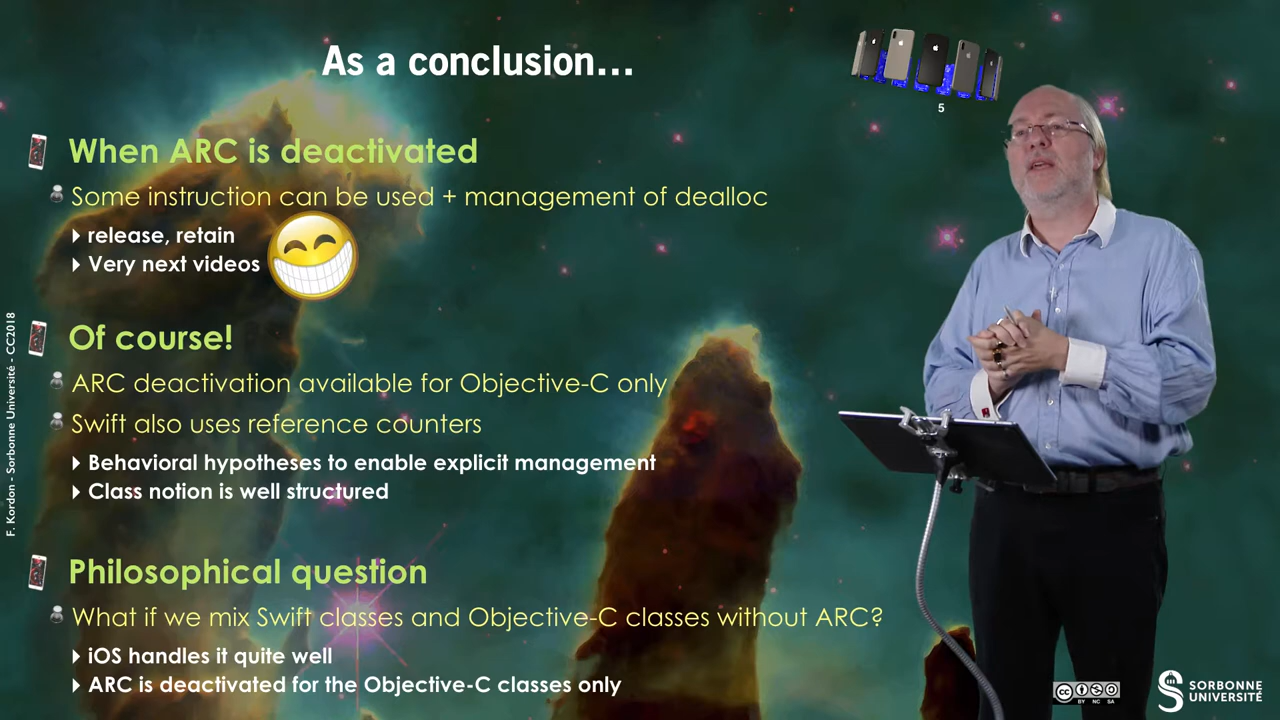 As a conclusion...
5
When ARC is deactivated
Some instruction can be used + management of dealloc
release, retain
Very next videos
Of course!
ARC deactivation available for Objective-C only
Swift also uses reference counters
Behavioral hypotheses to enable explicit management
Class notion is well structured
Philosophical question
What if we mix Swift classes and Objective-C classes without ARC?
iOS handles it quite well
ARC is deactivated for the Objective-C classes only
F. Kordon - Sorbonne Université - CC2018
cc
BY NC SA
SORBONNE
UNIVERSITÉ